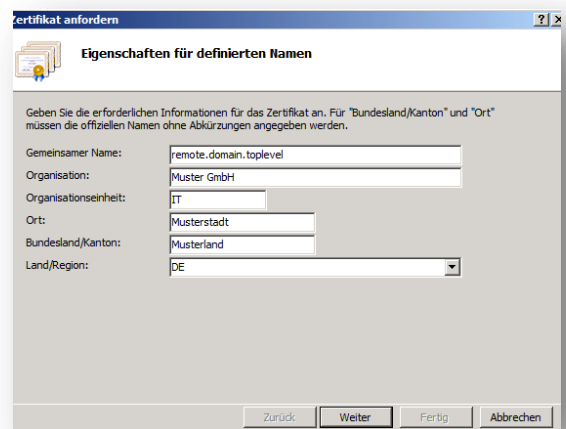 Zertifikat anfordern
Eigenschaften für definierten Namen
Geben Sie die erforderlichen Informationen für das Zertifikat an. Für "Bundesland/Kanton" und "Ort"
müssen die offiziellen Namen ohne Abkürzungen angegeben werden.
Gemeinsamer Name: remote.domain.toplevel
Organisation: Muster GmbH
Organisationseinheit: IT
Ort: Musterstadt
Bundesland/Kanton: Musterland
Land/Region: DE
Zurück Weiter Fertig Abbrechen